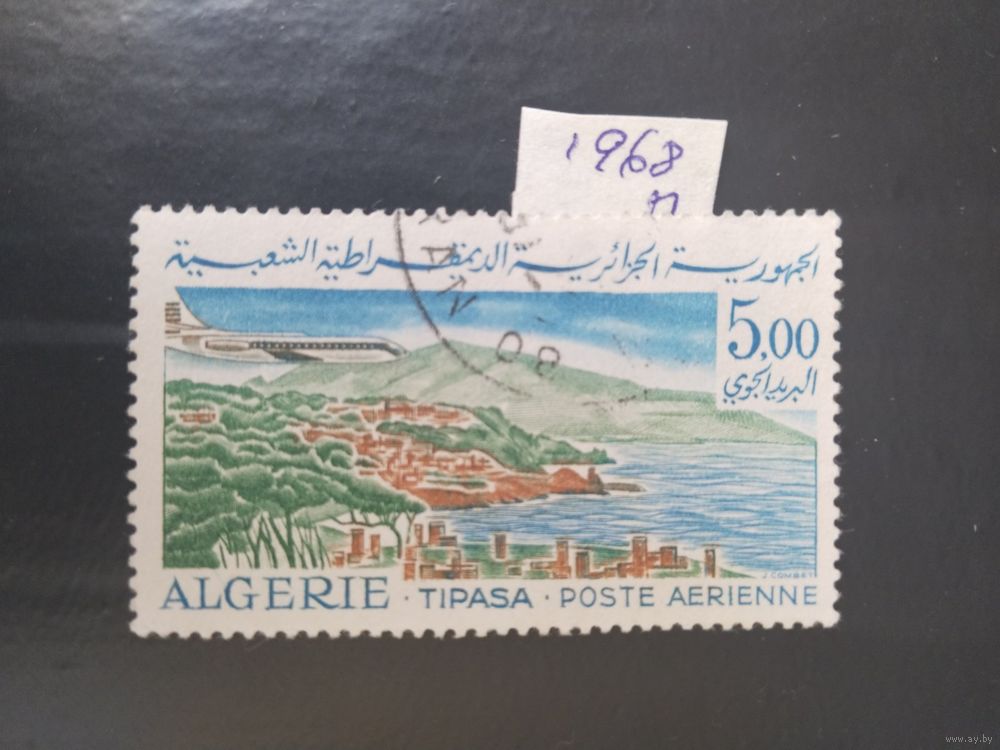 1968
الجمهورية الجزائرية الديمقراطية الشعبية
5,00
البريد الجوي
ALGERIE · TIPASA · POSTE AERIENNE
J. COMBET
www.ay.by